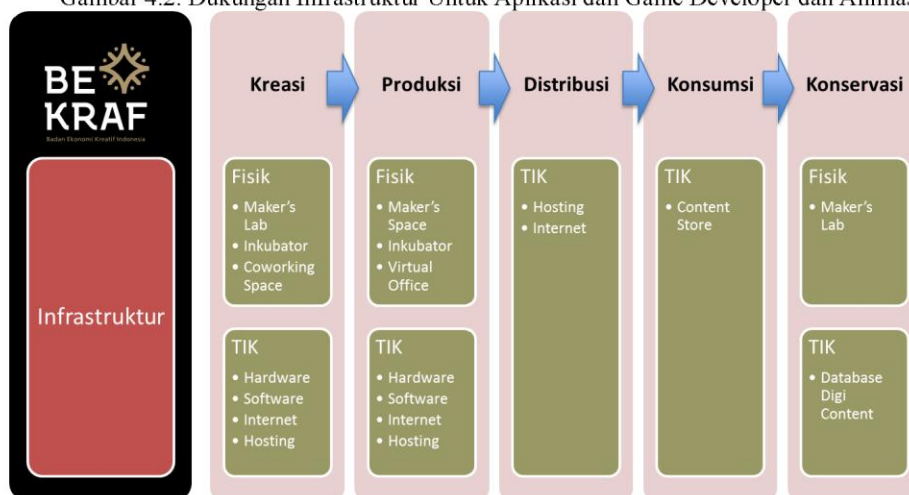 Gambar 4.2. Dukungan Infrastruktur Untuk Aplikasi dan Game Developer dan
BE
KRAF
Badan Ekonomi Kreatif Indonesia
Infrastruktur
Kreasi
Fisik
• Maker's
Lab
• Inkubator
• Coworking
Space
TIK
• Hardware
• Software
• Internet
• Hosting
Produksi
Fisik
• Maker's
Space
• Inkubator
• Virtual
Office
TIK
• Hardware
• Software
• Internet
• Hosting
Distribusi
TIK
• Hosting
• Internet
Konsumsi
TIK
• Content
Store
Konservasi
Fisik
• Maker's
Lab
TIK
• Database
Digi
Content